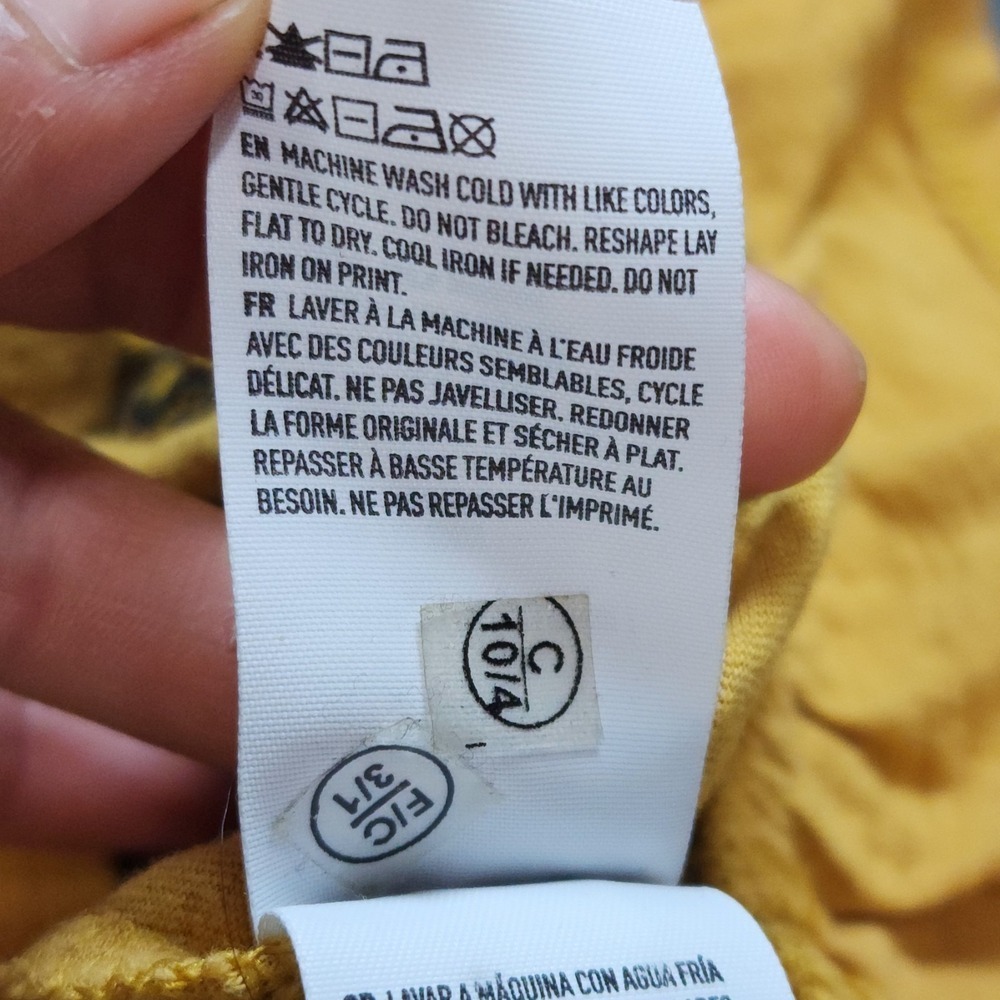 30
EN MACHINE WASH COLD WITH LIKE COLORS,
GENTLE CYCLE. DO NOT BLEACH. RESHAPE LAY
FLAT TO DRY. COOL IRON IF NEEDED. DO NOT
IRON ON PRINT.
FR LAVER À LA MACHINE À L'EAU FROIDE
AVEC DES COULEURS SEMBLABLES, CYCLE
DÉLICAT. NE PAS JAVELLISER. REDONNER
LA FORME ORIGINALE ET SÉCHER À PLAT.
REPASSER À BASSE TEMPÉRATURE AU
BESOIN. NE PAS REPASSER L'IMPRIMÉ.
C
10/4
F/C
3/1
LAVAR A MÁQUINA CON AGUA FRÍA